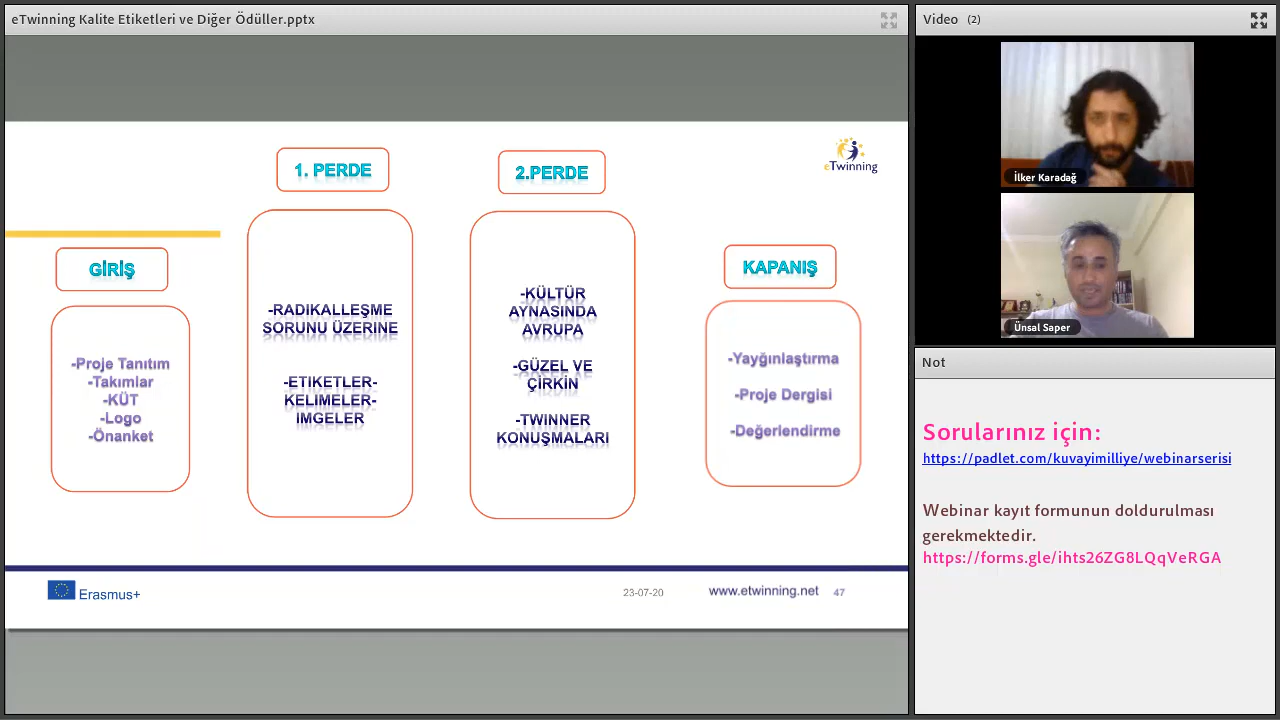 eTwinning Kalite Etiketleri ve Diğer Ödüller.pptx
eTwinning
1. PERDE
2.PERDE
GİRİŞ
KAPANIŞ
-Proje Tanıtım
-Takımlar
-KÜT
-Logo
-Önanket
-RADIKALLEŞME
SORUNU ÜZERINE
-ETIKETLER-
KELIMELER-
IMGELER
-KÜLTÜR
AYNASINDA
AVRUPA
-GÜZEL VE
ÇİRKİN
-TWINNER
KONUŞMALARI
-Yayğınlaştırma
-Proje Dergisi
-Değerlendirme
Erasmus+
23-07-20
www.etwinning.net
47
Video (2)
İlker Karadağ
Ünsal Saper
Not
Sorularınız için:
https://padlet.com/kuvayimilliye/webinarserisi
Webinar kayıt formunun doldurulması
gerekmektedir.
https://forms.gle/ihts26ZG8LQqVeRGA